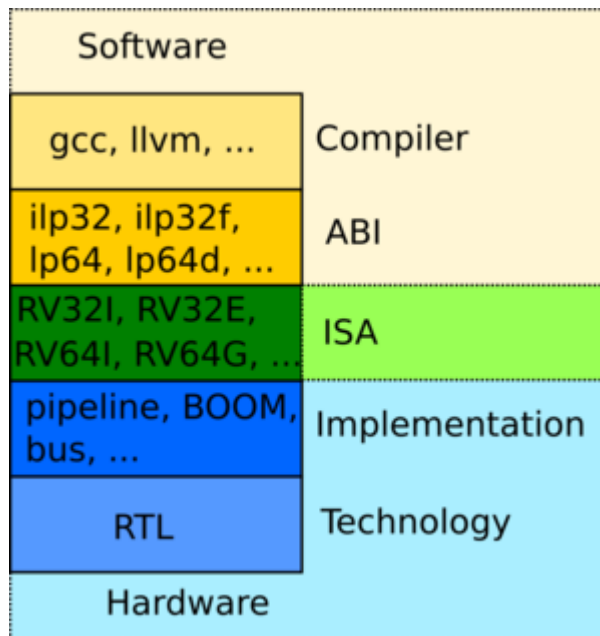 Software
gcc, llvm, ...
Compiler
ilp32, ilp32f,
lp64, lp64d, ...
ABI
RV32I, RV32E,
RV64I, RV64G, ...
ISA
pipeline, BOOM,
bus, ...
Implementation
RTL
Technology
Hardware